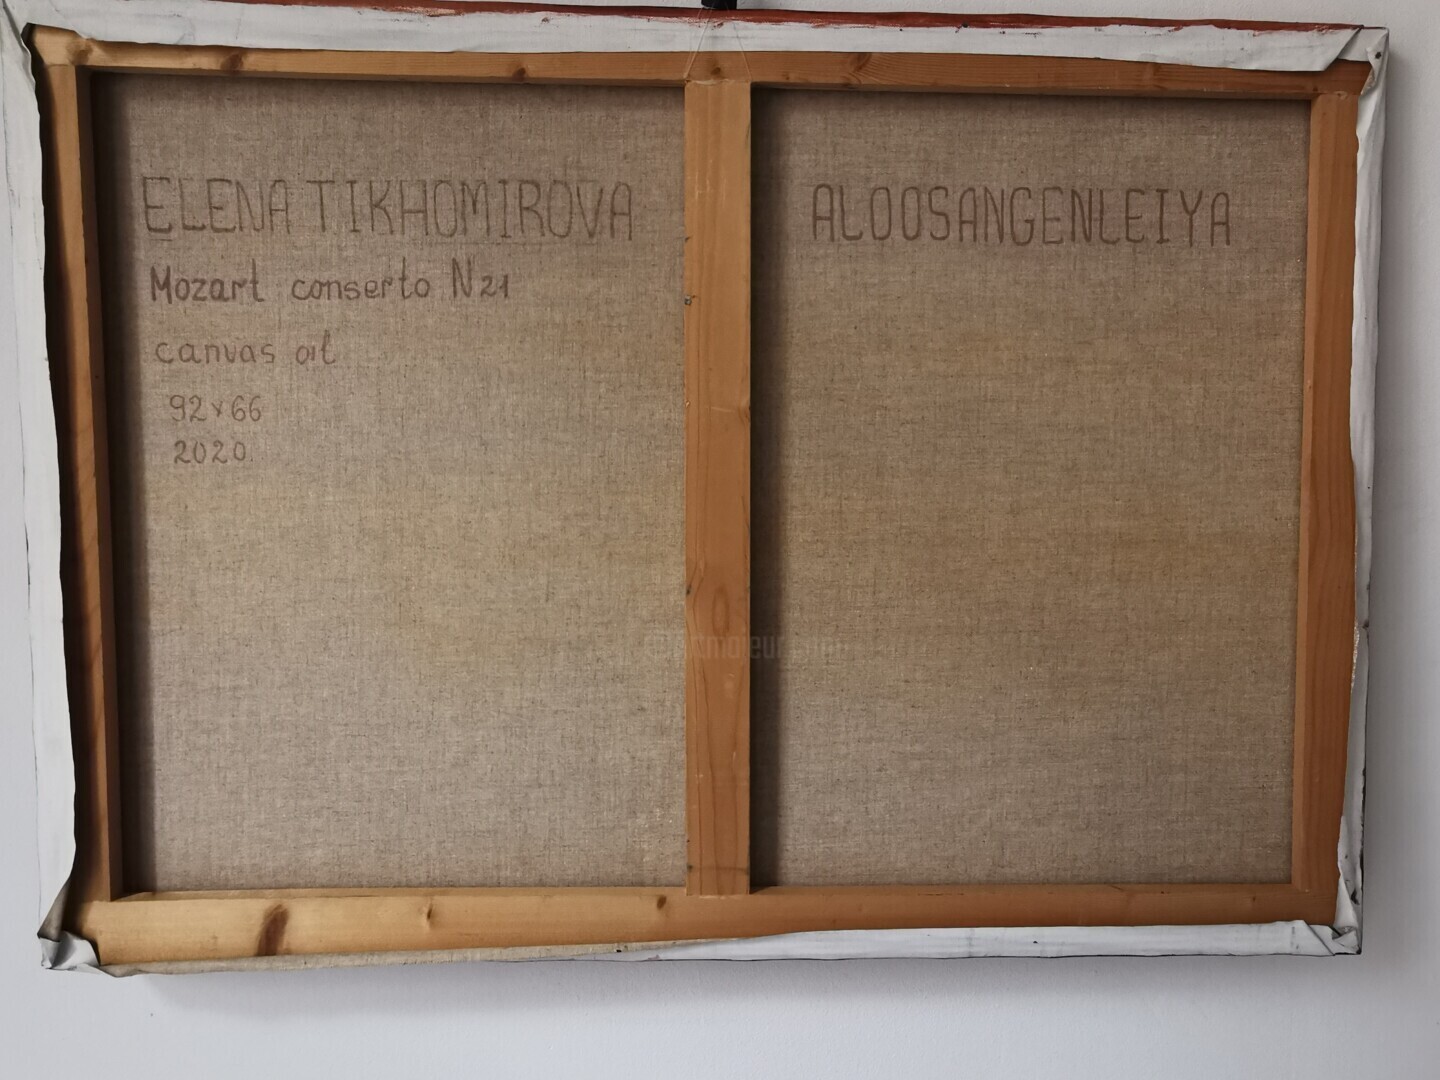 ELENA TIKHOMIROVA
Mozart conserto N21
canvas oil
92x66
2020.
ALOOSANGENLEIYA